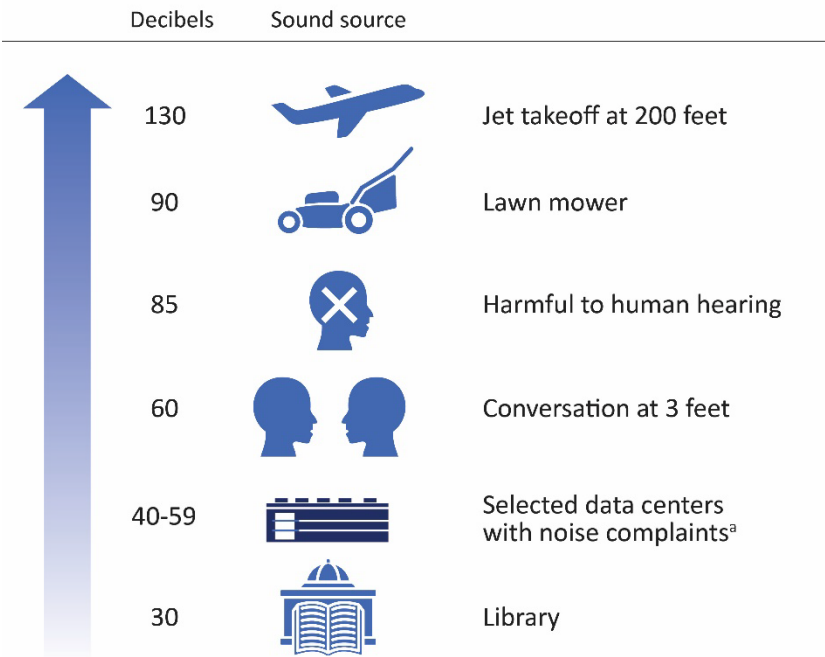 Decibels Sound source
130 Jet takeoff at 200 feet
90 Lawn mower
85 Harmful to human hearing
60 Conversation at 3 feet
40-59 Selected data centers
with noise complaintsᵃ
30 Library